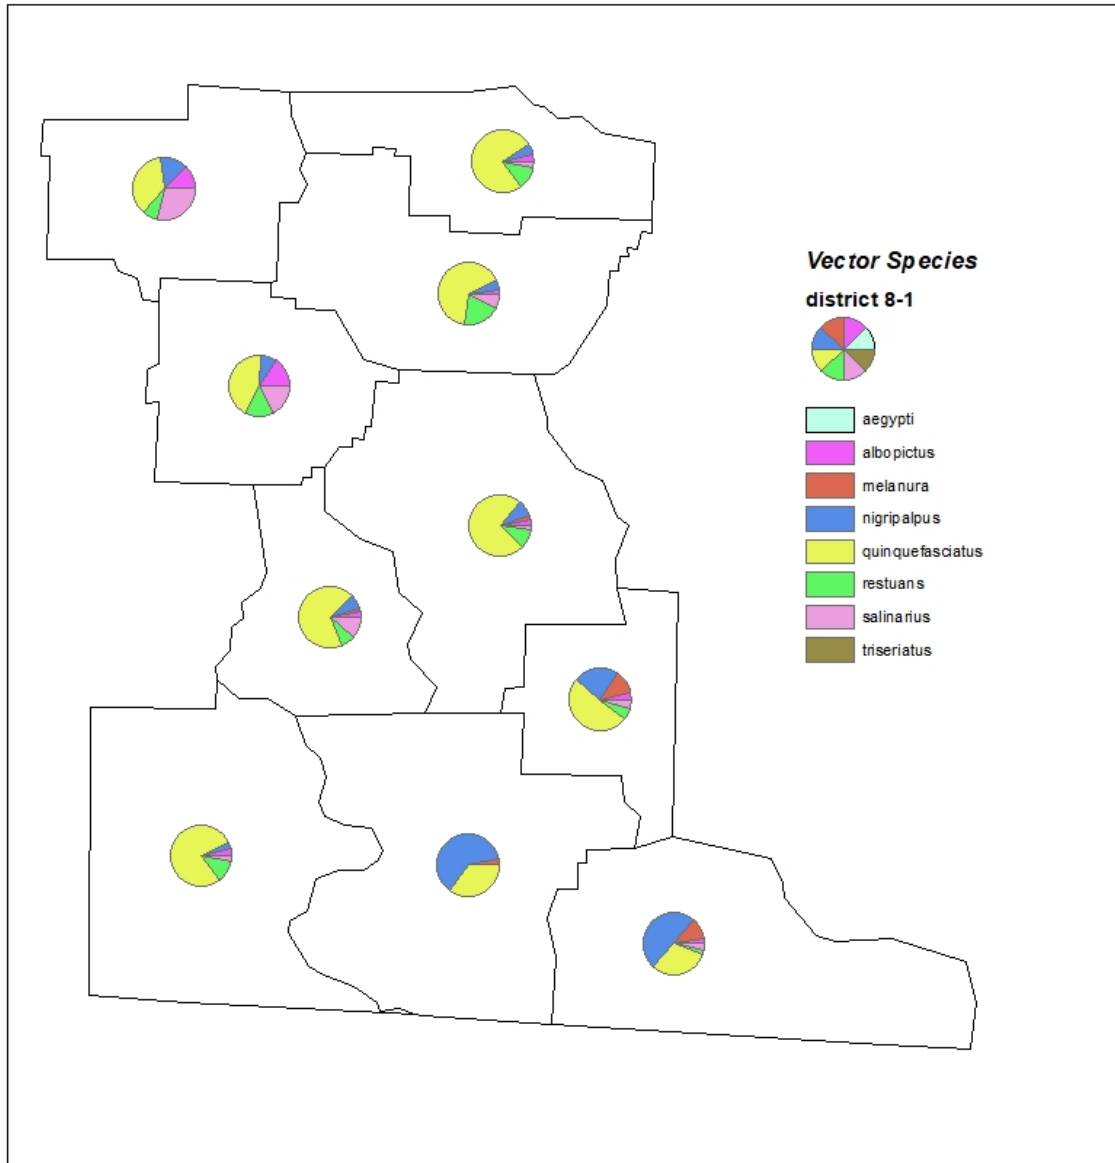 Vector Species
district 8-1
aegypti
albopictus
melanura
nigripalpus
quinquefasciatus
restuans
salinarius
triseriatus